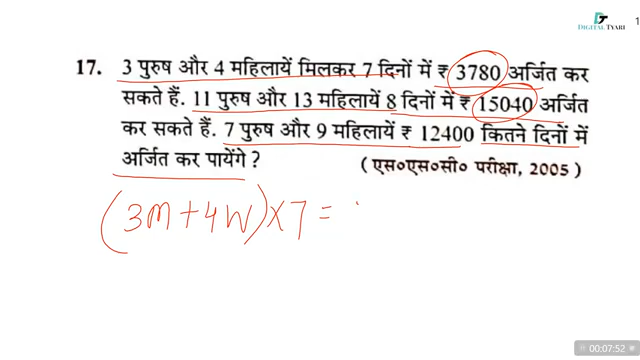 DIGITAL TYARI
1
17. 3 पुरुष और 4 महिलायें मिलकर 7 दिनों में ₹ 3780 अर्जित कर
सकते हैं. 11 पुरुष और 13 महिलायें 8 दिनों में ₹ 15040 अर्जित
कर सकते हैं. 7 पुरुष और 9 महिलायें ₹ 12400 कितने दिनों में
अर्जित कर पायेंगे ?
(एस०एस०सी० परीक्षा, 2005)
(3M+4W)×7=
00:07:52